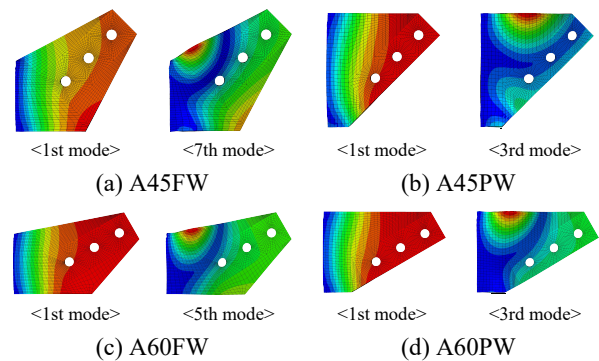 <1st mode> <7th mode> <1st mode> <3rd mode>
(a) A45FW (b) A45PW
<1st mode> <5th mode> <1st mode> <3rd mode>
(c) A60FW (d) A60PW